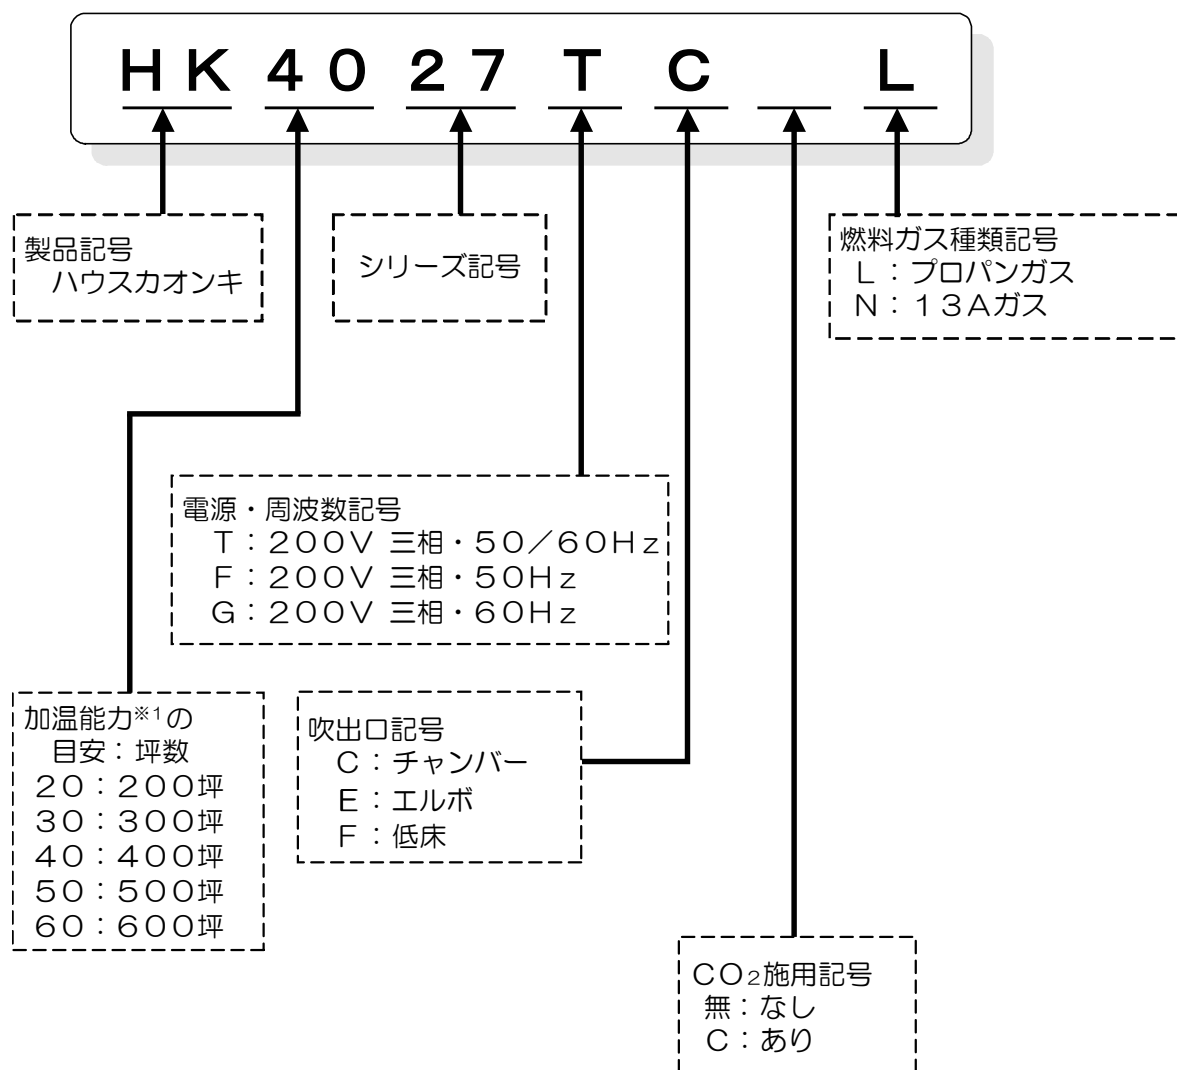 ＨＫ４０２７ＴＣ　Ｌ
製品記号
ハウスカオンキ
シリーズ記号
燃料ガス種類記号
Ｌ：プロパンガス
Ｎ：１３Ａガス
電源・周波数記号
Ｔ：２００Ｖ 三相・５０／６０Ｈｚ
Ｆ：２００Ｖ 三相・５０Ｈｚ
Ｇ：２００Ｖ 三相・６０Ｈｚ
加温能力※1の
目安：坪数
２０：２００坪
３０：３００坪
４０：４００坪
５０：５００坪
６０：６００坪
吹出口記号
Ｃ：チャンバー
Ｅ：エルボ
Ｆ：低床
ＣＯ₂施用記号
無：なし
Ｃ：あり